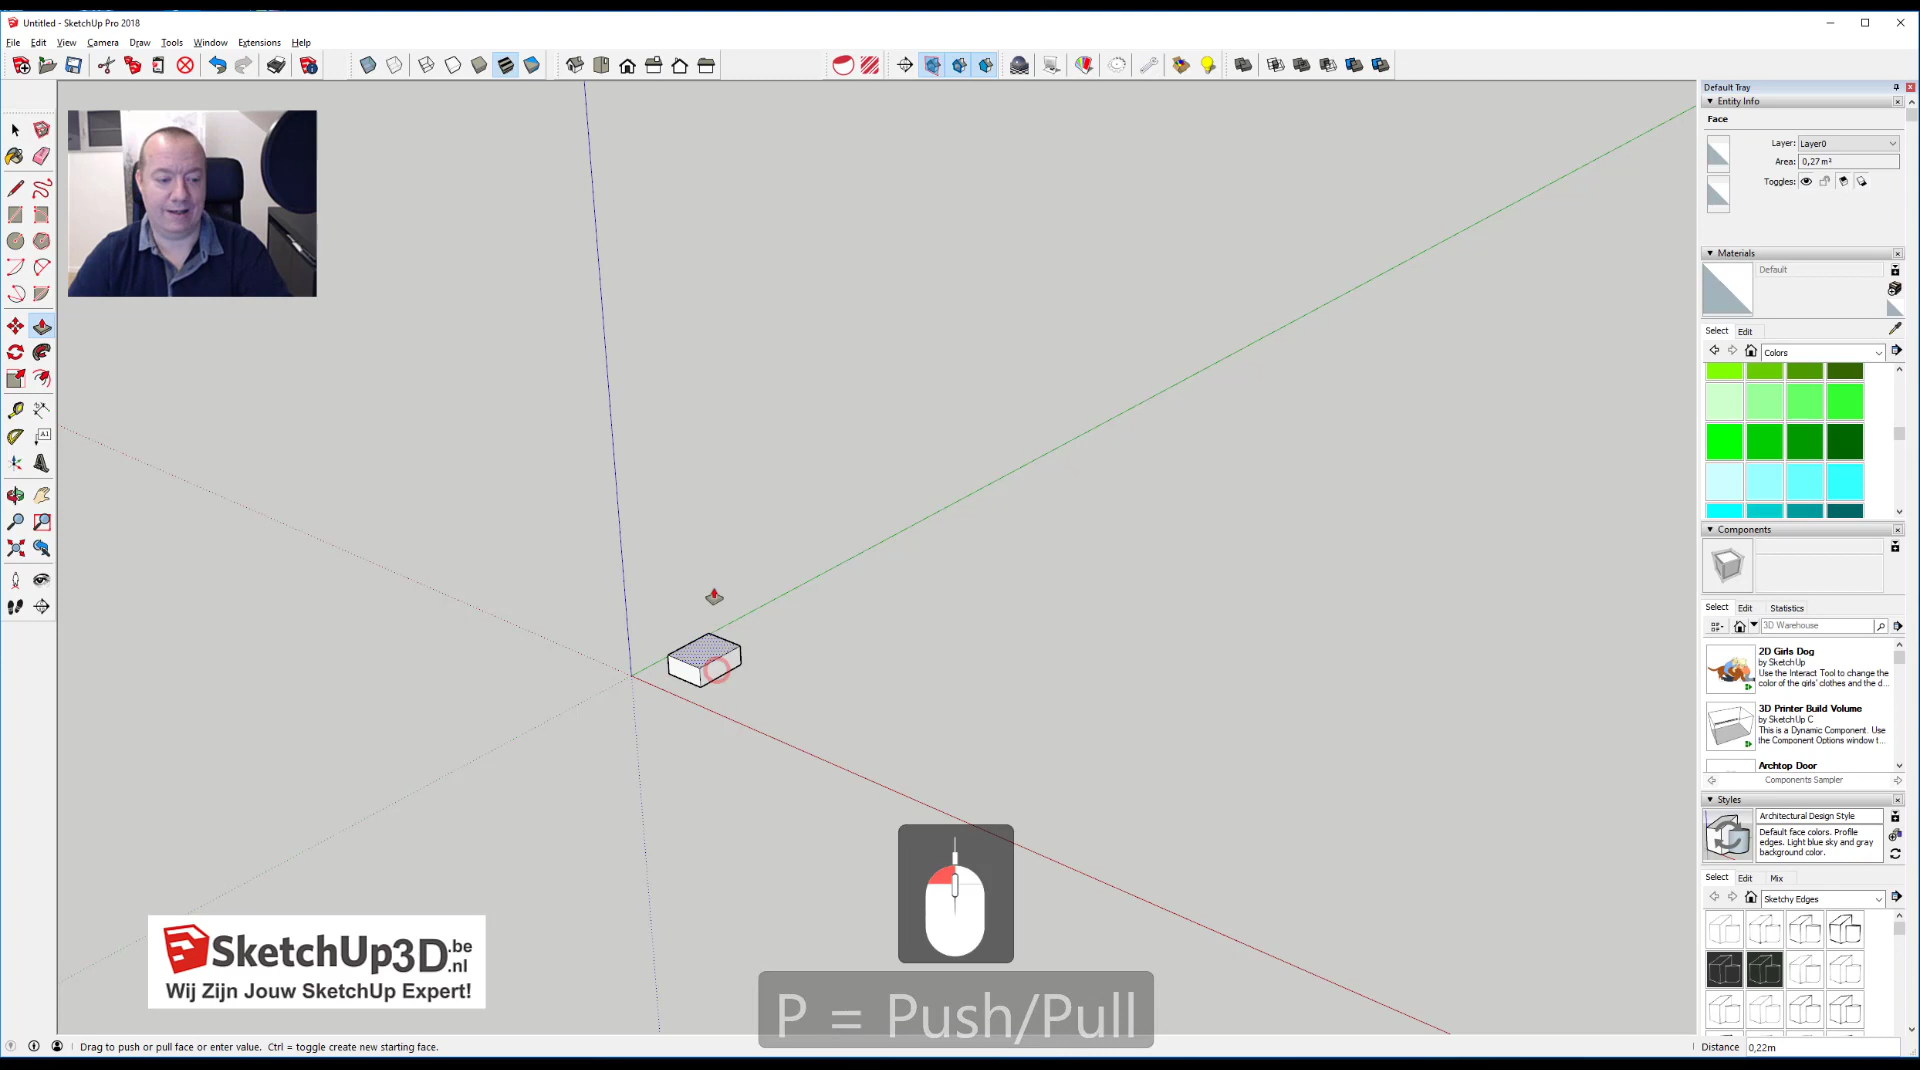 Untitled - SketchUp Pro 2018
File Edit View Camera Draw Tools Window Extensions Help
Default Tray
Entity Info
Face
Layer: Layer0
Area: 0,27 m²
Toggles:
Materials
Default
Select Edit
Colors
Components
Select Edit Statistics
3D Warehouse
2D Girls Dog
by SketchUp
Use the Interact Tool to change the
color of the girls' clothes and the d...
3D Printer Build Volume
by SketchUp C
This is a Dynamic Component. Use
the Component Options window t...
Archtop Door
Components Sampler
Styles
Architectural Design Style
Default face colors. Profile
edges. Light blue sky and gray
background color.
Select Edit Mix
Sketchy Edges
A1
SketchUp3D.be
.nl
Wij Zijn Jouw SketchUp Expert!
P = Push/Pull
Drag to push or pull face or enter value. Ctrl = toggle create new starting face.
Distance 0,22m